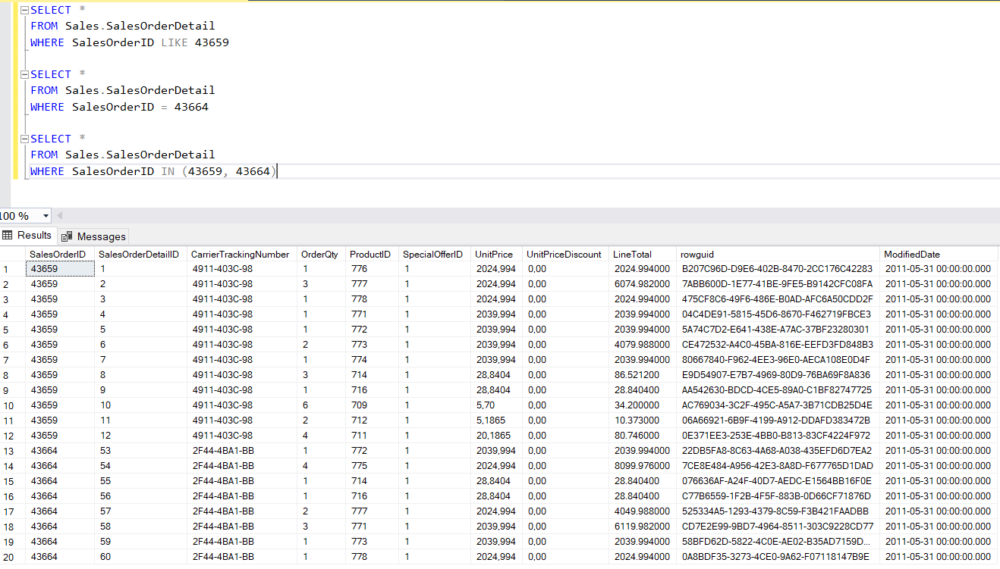 SELECT *
FROM Sales.SalesOrderDetail
WHERE SalesOrderID LIKE 43659
SELECT *
FROM Sales.SalesOrderDetail
WHERE SalesOrderID = 43664
SELECT *
FROM Sales.SalesOrderDetail
WHERE SalesOrderID IN (43659, 43664)
100 %
Results Messages
SalesOrderID SalesOrderDetailID CarrierTrackingNumber OrderQty ProductID SpecialOfferID UnitPrice UnitPriceDiscount LineTotal rowguid ModifiedDate
1 43659 1 4911-403C-98 1 776 1 2024,994 0,00 2024.994000 B207C96D-D9E6-402B-8470-2CC176C42283 2011-05-31 00:00:00.000
2 43659 2 4911-403C-98 3 777 1 2024,994 0,00 6074.982000 7ABB600D-1E77-41BE-9FE5-B9142CFC08FA 2011-05-31 00:00:00.000
3 43659 3 4911-403C-98 1 778 1 2024,994 0,00 2024.994000 475CF8C6-49F6-486E-B0AD-AFC6A50CDD2F 2011-05-31 00:00:00.000
4 43659 4 4911-403C-98 1 771 1 2039,994 0,00 2039.994000 04C4DE91-5815-45D6-8670-F462719FBCE3 2011-05-31 00:00:00.000
5 43659 5 4911-403C-98 1 772 1 2039,994 0,00 2039.994000 5A74C7D2-E641-438E-A7AC-37BF23280301 2011-05-31 00:00:00.000
6 43659 6 4911-403C-98 2 773 1 2039,994 0,00 4079.988000 CE472532-A4C0-45BA-816E-EEFD3FD848B3 2011-05-31 00:00:00.000
7 43659 7 4911-403C-98 1 774 1 2039,994 0,00 2039.994000 80667840-F962-4EE3-96E0-AECA108E0D4F 2011-05-31 00:00:00.000
8 43659 8 4911-403C-98 3 714 1 28,8404 0,00 86.521200 E9D54907-E7B7-4969-80D9-76BA69F8A836 2011-05-31 00:00:00.000
9 43659 9 4911-403C-98 1 716 1 28,8404 0,00 28.840400 AA542630-BDCD-4CE5-89A0-C1BF82747725 2011-05-31 00:00:00.000
10 43659 10 4911-403C-98 6 709 1 5,70 0,00 34.200000 AC769034-3C2F-495C-A5A7-3B71CDB25D4E 2011-05-31 00:00:00.000
11 43659 11 4911-403C-98 2 712 1 5,1865 0,00 10.373000 06A66921-6B9F-4199-A912-DDAFD383472B 2011-05-31 00:00:00.000
12 43659 12 4911-403C-98 4 711 1 20,1865 0,00 80.746000 0E371EE3-253E-4BB0-B813-83CF4224F972 2011-05-31 00:00:00.000
13 43664 53 2F44-4BA1-BB 1 772 1 2039,994 0,00 2039.994000 22DB5FA8-8C63-4A68-A038-435EFD6D7EA2 2011-05-31 00:00:00.000
14 43664 54 2F44-4BA1-BB 4 775 1 2024,994 0,00 8099.976000 7CE8E484-A956-42E3-8A8D-F677765D1DAD 2011-05-31 00:00:00.000
15 43664 55 2F44-4BA1-BB 1 714 1 28,8404 0,00 28.840400 076636AF-A24F-40D7-AEDC-E1564BB16F0E 2011-05-31 00:00:00.000
16 43664 56 2F44-4BA1-BB 1 716 1 28,8404 0,00 28.840400 C77B6559-1F2B-4F5F-883B-0D66CF71876D 2011-05-31 00:00:00.000
17 43664 57 2F44-4BA1-BB 2 777 1 2024,994 0,00 4049.988000 525334A5-1293-4379-8C59-F3B421FAADBB 2011-05-31 00:00:00.000
18 43664 58 2F44-4BA1-BB 3 771 1 2039,994 0,00 6119.982000 CD7E2E99-9BD7-4964-8511-303C9228CD77 2011-05-31 00:00:00.000
19 43664 59 2F44-4BA1-BB 1 773 1 2039,994 0,00 2039.994000 58BFD62D-5822-4C0E-AE02-B35AD7159D... 2011-05-31 00:00:00.000
20 43664 60 2F44-4BA1-BB 1 778 1 2024,994 0,00 2024.994000 0A8BDF35-3273-4CE0-9A62-F07118147B9E 2011-05-31 00:00:00.000